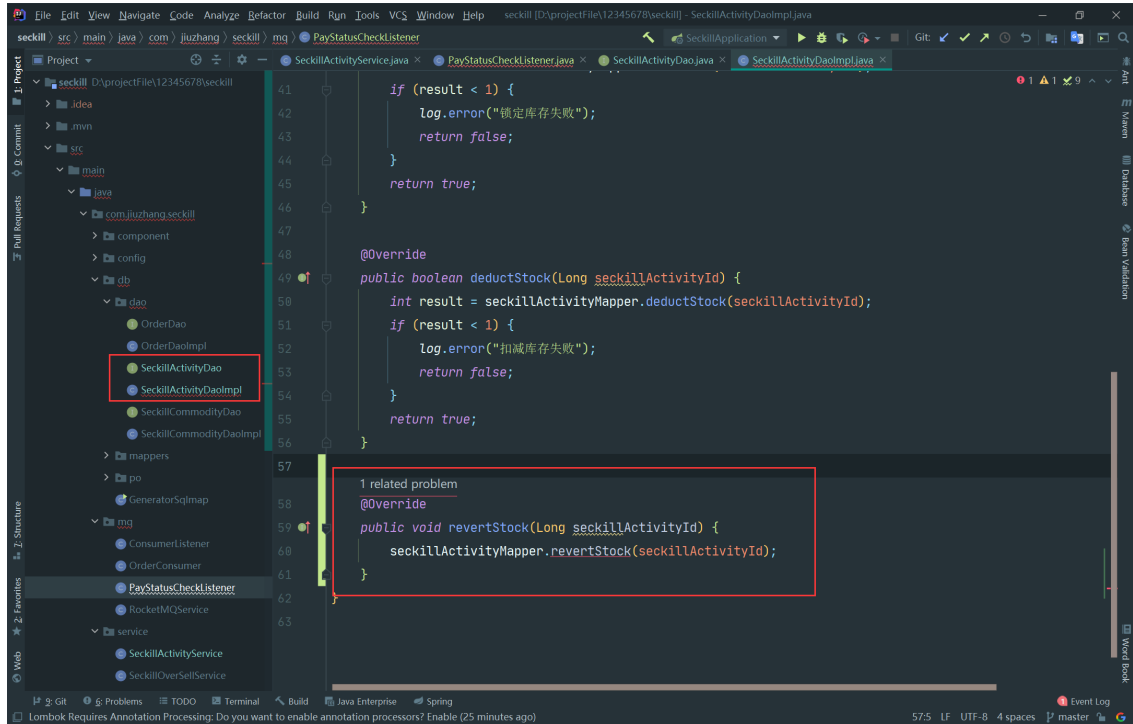 File Edit View Navigate Code Analyze Refactor Build Run Tools VCS Window Help seckill [D:\projectFile\12345678\seckill] - SeckillActivityDaoImpl.java
seckill src main java com jiuzhang seckill mq PayStatusCheckListener SeckillApplication Git:
Project SeckillActivityService.java PayStatusCheckListener.java SeckillActivityDao.java SeckillActivityDaoImpl.java
1: Project
0: Commit
Pull Requests
7: Structure
2: Favorites
Web
seckill D:\projectFile\12345678\seckill
.idea
.mvn
src
main
java
com.jiuzhang.seckill
component
config
db
dao
OrderDao
OrderDaoImpl
SeckillActivityDao
SeckillActivityDaoImpl
SeckillCommodityDao
SeckillCommodityDaoImpl
mappers
po
GeneratorSqlmap
mq
ConsumerListener
OrderConsumer
PayStatusCheckListener
RocketMQService
service
SeckillActivityService
SeckillOverSellService
1 1 9
41 if (result < 1) {
42 log.error("锁定库存失败");
43 return false;
44 }
45 return true;
46 }
47
48 @Override
49 public boolean deductStock(Long seckillActivityId) {
50 int result = seckillActivityMapper.deductStock(seckillActivityId);
51 if (result < 1) {
52 log.error("扣减库存失败");
53 return false;
54 }
55 return true;
56 }
57
1 related problem
58 @Override
59 public void revertStock(Long seckillActivityId) {
60 seckillActivityMapper.revertStock(seckillActivityId);
61 }
62 }
63
Ant
Maven
Database
Bean Validation
Word Book
9: Git 6: Problems TODO Terminal Build Java Enterprise Spring 1 Event Log
Lombok Requires Annotation Processing: Do you want to enable annotation processors? Enable (25 minutes ago) 57:5 LF UTF-8 4 spaces master